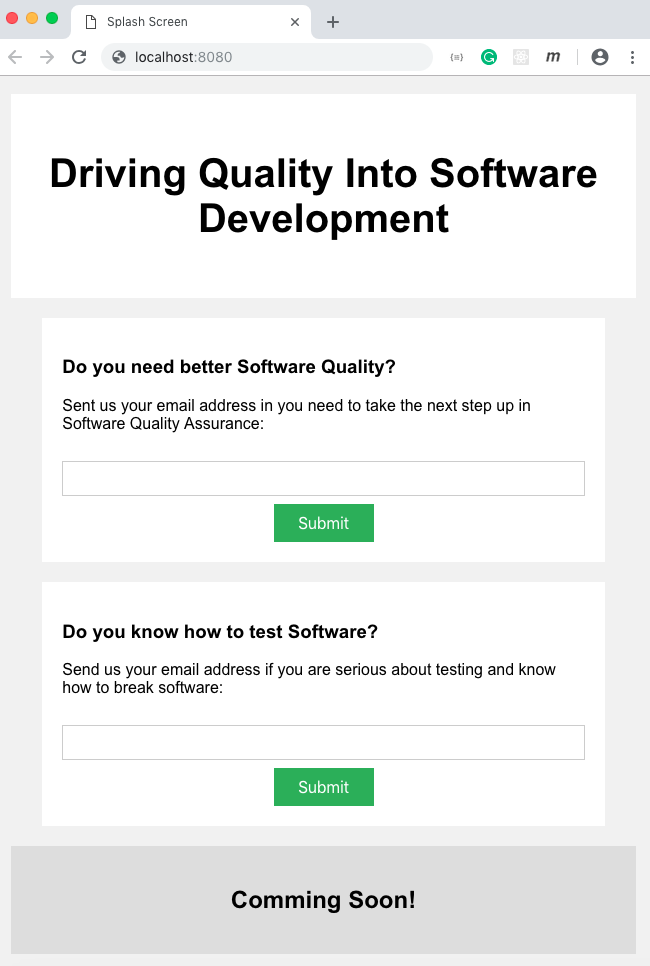 Splash Screen
localhost:8080
Driving Quality Into Software
Development
Do you need better Software Quality?
Sent us your email address in you need to take the next step up in
Software Quality Assurance:
Submit
Do you know how to test Software?
Send us your email address if you are serious about testing and know
how to break software:
Submit
Comming Soon!